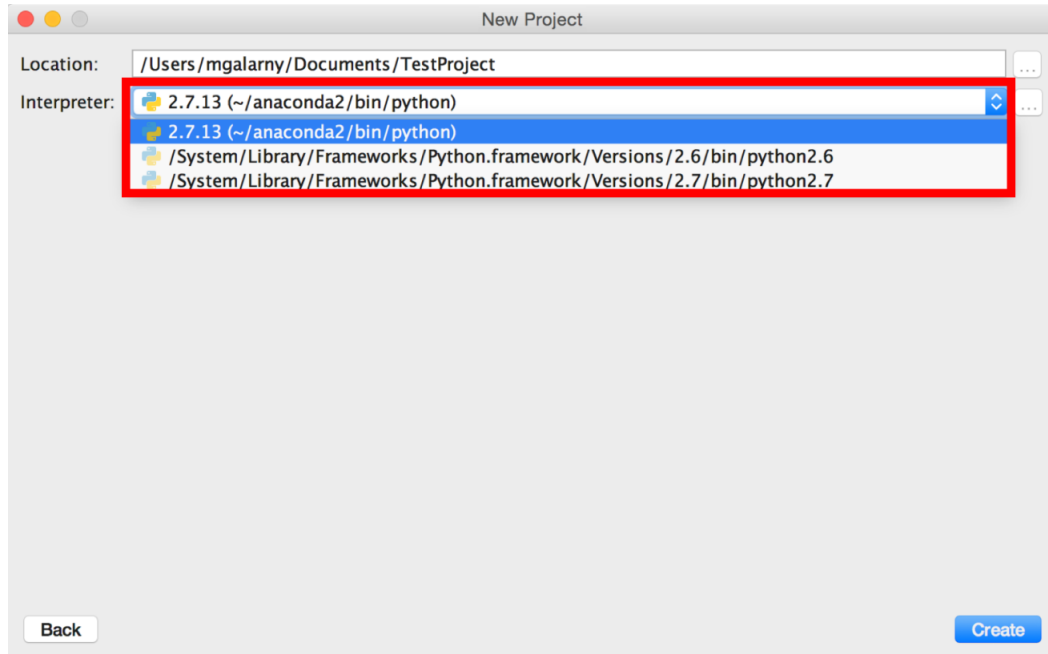 New Project
Location: /Users/mgalarny/Documents/TestProject ...
Interpreter: 2.7.13 (~/anaconda2/bin/python) ...
2.7.13 (~/anaconda2/bin/python)
/System/Library/Frameworks/Python.framework/Versions/2.6/bin/python2.6
/System/Library/Frameworks/Python.framework/Versions/2.7/bin/python2.7
Back Create